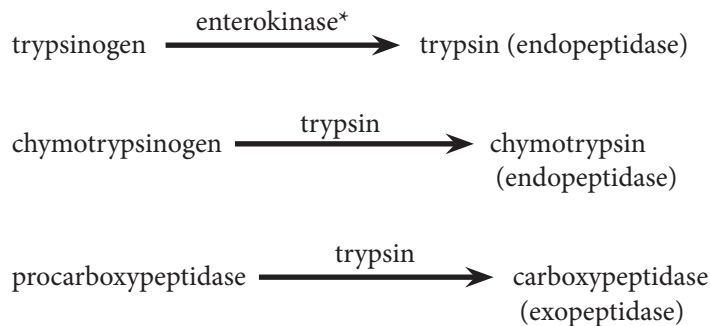 enterokinase*
trypsinogen trypsin (endopeptidase)
trypsin
chymotrypsinogen chymotrypsin
(endopeptidase)
trypsin
procarboxypeptidase carboxypeptidase
(exopeptidase)